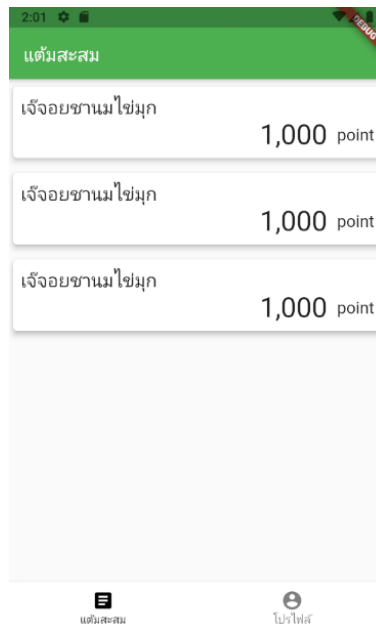 2:01
DEBUG
แต้มสะสม
เจ๊จอยชานมไข่มุก
1,000 point
เจ๊จอยชานมไข่มุก
1,000 point
เจ๊จอยชานมไข่มุก
1,000 point
แต้มสะสม
โปรไฟล์